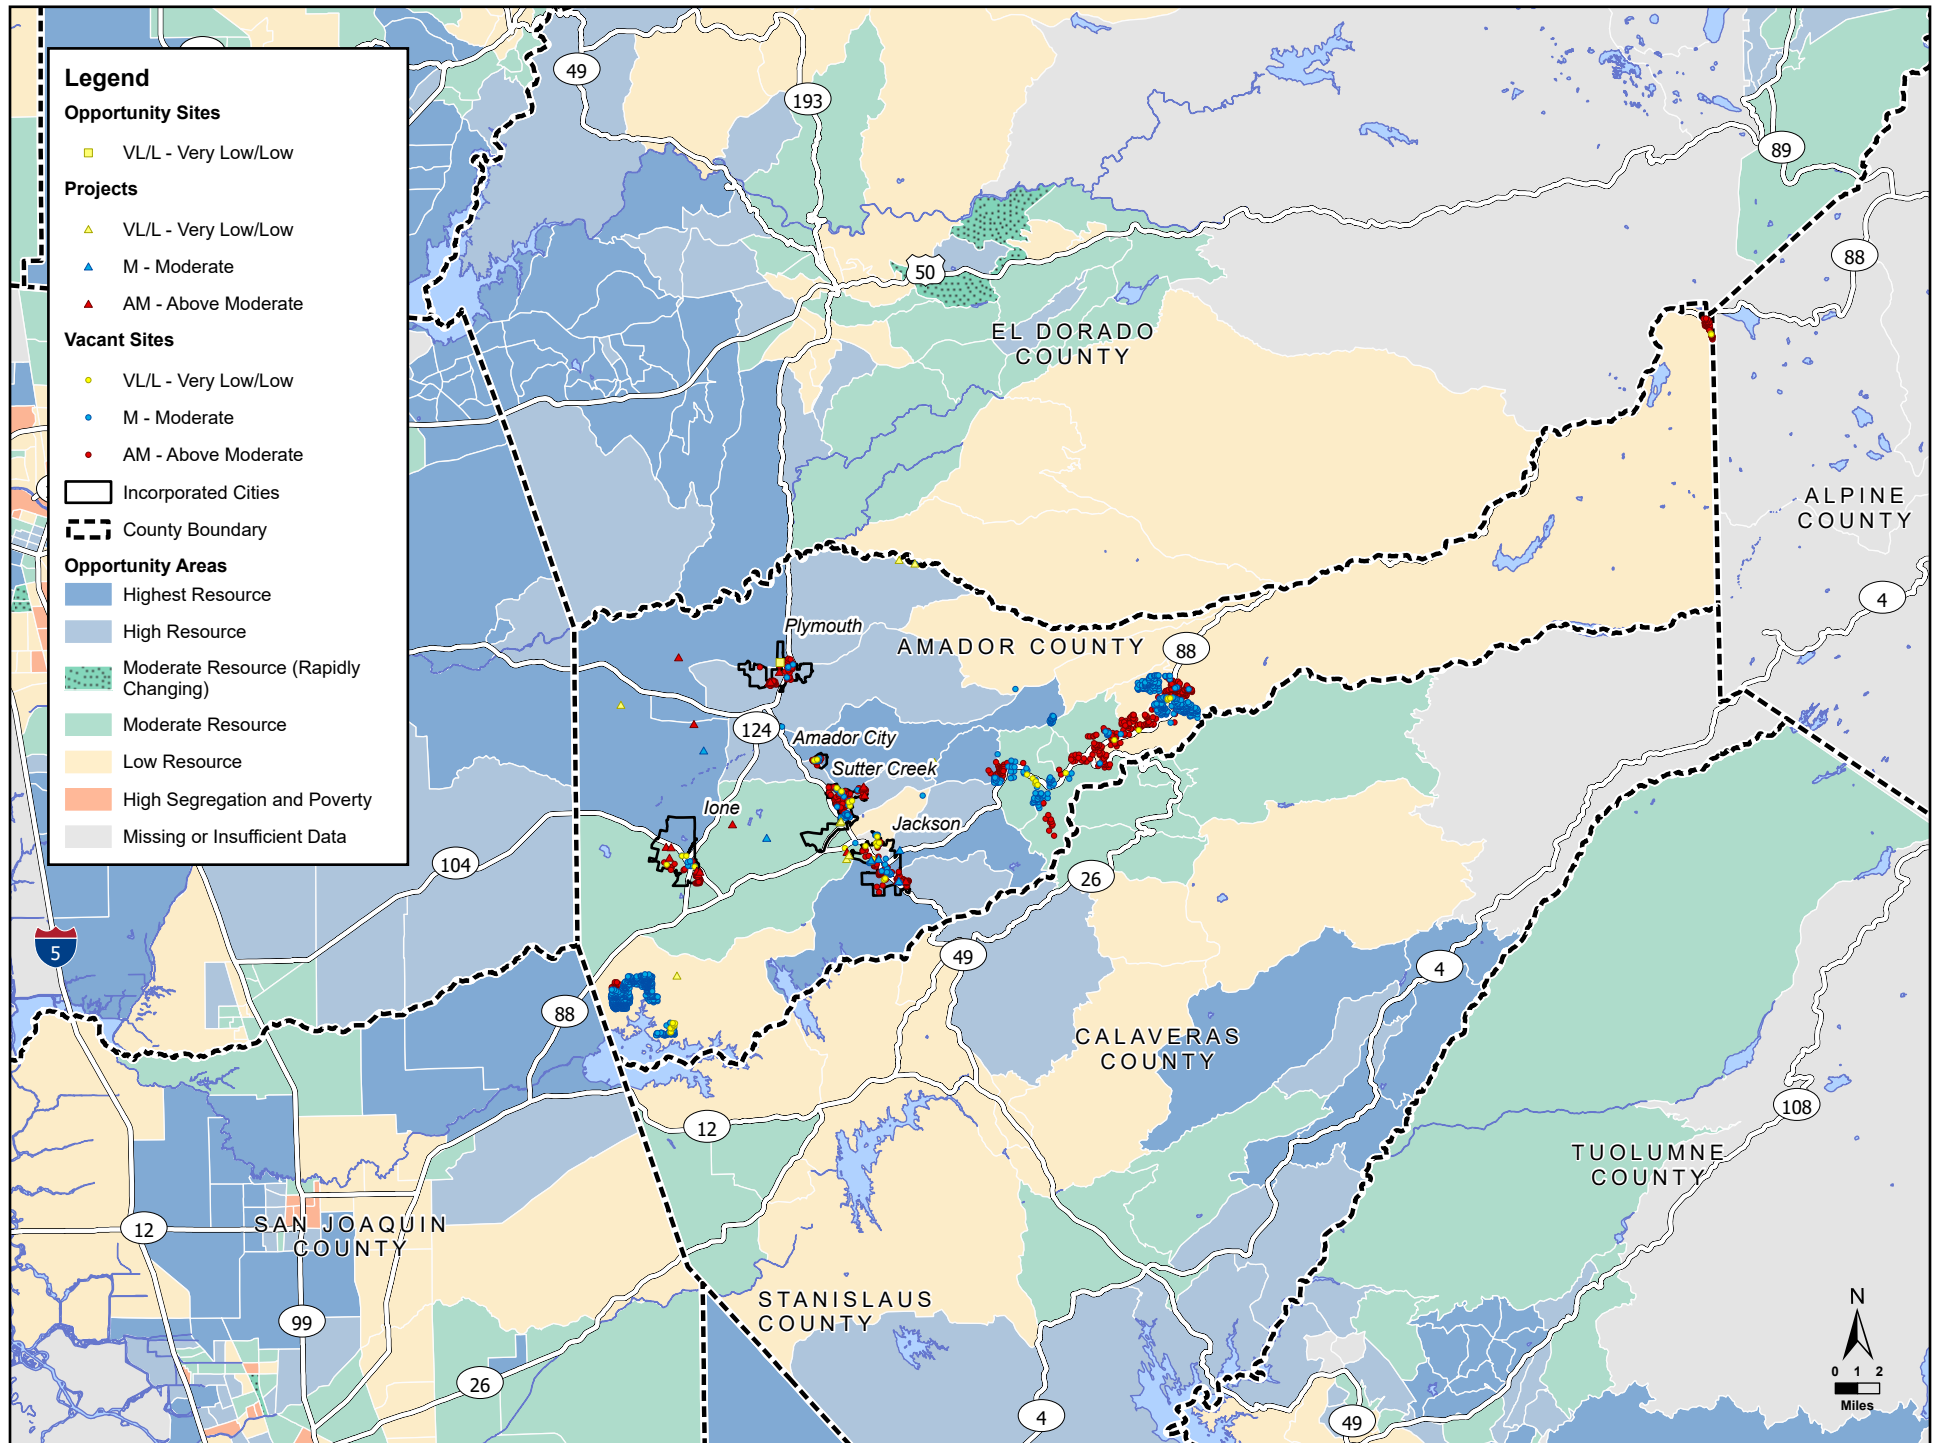 Legend
Opportunity Sites
VL/L - Very Low/Low
Projects
VL/L - Very Low/Low
M - Moderate
AM - Above Moderate
Vacant Sites
VL/L - Very Low/Low
M - Moderate
AM - Above Moderate
Incorporated Cities
County Boundary
Opportunity Areas
Highest Resource
High Resource
Moderate Resource (Rapidly
Changing)
Moderate Resource
Low Resource
High Segregation and Poverty
Missing or Insufficient Data
49
193
89
50
88
EL DORADO
COUNTY
ALPINE
COUNTY
4
Plymouth
AMADOR COUNTY
88
124
Amador City
Sutter Creek
Ione
Jackson
104
26
5
49
4
88
CALAVERAS
COUNTY
12
108
TUOLUMNE
COUNTY
12
SAN JOAQUIN
COUNTY
99
STANISLAUS
COUNTY
26
4
49
N
0 1 2
Miles